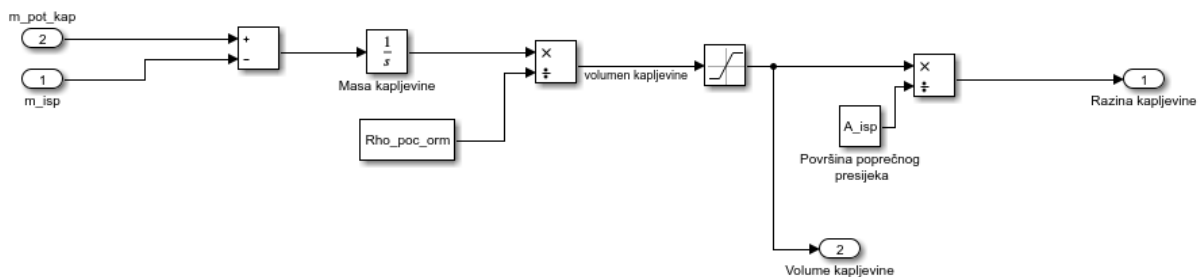 m_pot_kap
2
+
−
1
m_isp
1
s
Masa kapljevine
×
÷
Rho_poc_orm
volumen kapljevine
×
÷
A_isp
Površina poprečnog
presijeka
1
Razina kapljevine
2
Volume kapljevine